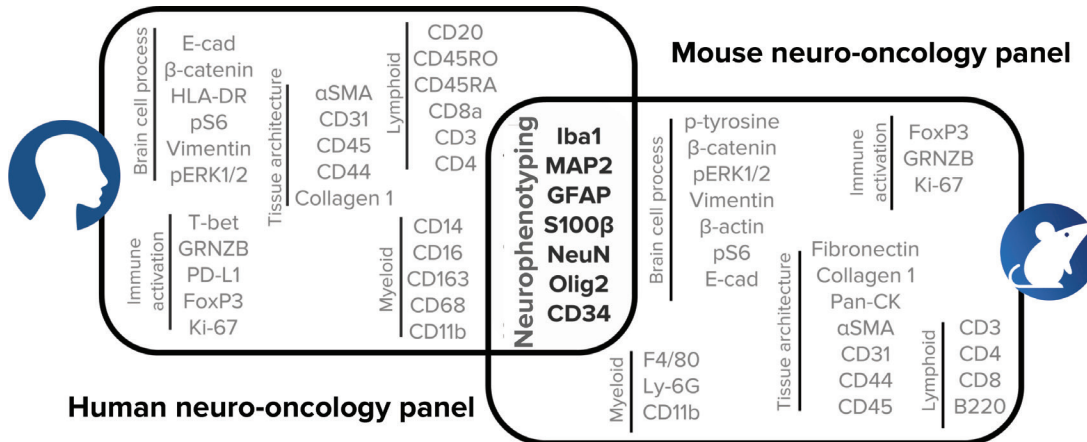 Mouse neuro-oncology panel
Human neuro-oncology panel
Brain cell process
E-cad
β-catenin
HLA-DR
pS6
Vimentin
pERK1/2
Tissue architecture
αSMA
CD31
CD45
CD44
Collagen 1
Lymphoid
CD20
CD45RO
CD45RA
CD8a
CD3
CD4
Immune activation
T-bet
GRNZB
PD-L1
FoxP3
Ki-67
Myeloid
CD14
CD16
CD163
CD68
CD11b
Neurophenotyping
Iba1
MAP2
GFAP
S100β
NeuN
Olig2
CD34
Brain cell process
p-tyrosine
β-catenin
pERK1/2
Vimentin
β-actin
pS6
E-cad
Immune activation
FoxP3
GRNZB
Ki-67
Tissue architecture
Fibronectin
Collagen 1
Pan-CK
αSMA
CD31
CD44
CD45
Myeloid
F4/80
Ly-6G
CD11b
Lymphoid
CD3
CD4
CD8
B220